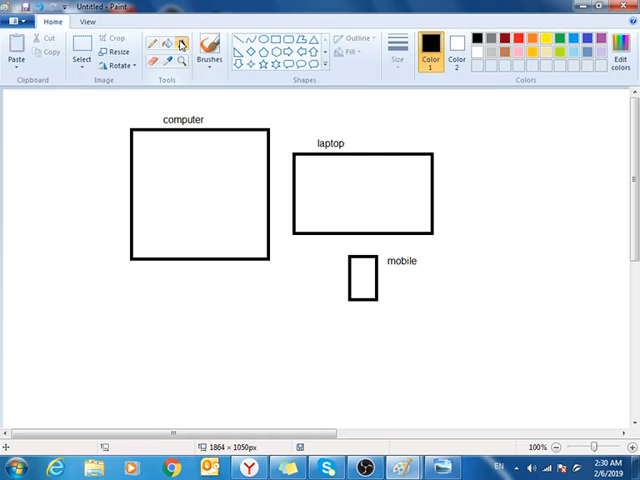 Untitled - Paint
Home
View
Paste
Cut
Copy
Clipboard
Select
Crop
Resize
Rotate
Image
Tools
Brushes
Outline
Fill
Shapes
Size
Color 1
Color 2
Edit colors
Colors
computer
laptop
mobile
1864 × 1050px
100%
EN
2:30 AM
2/6/2019